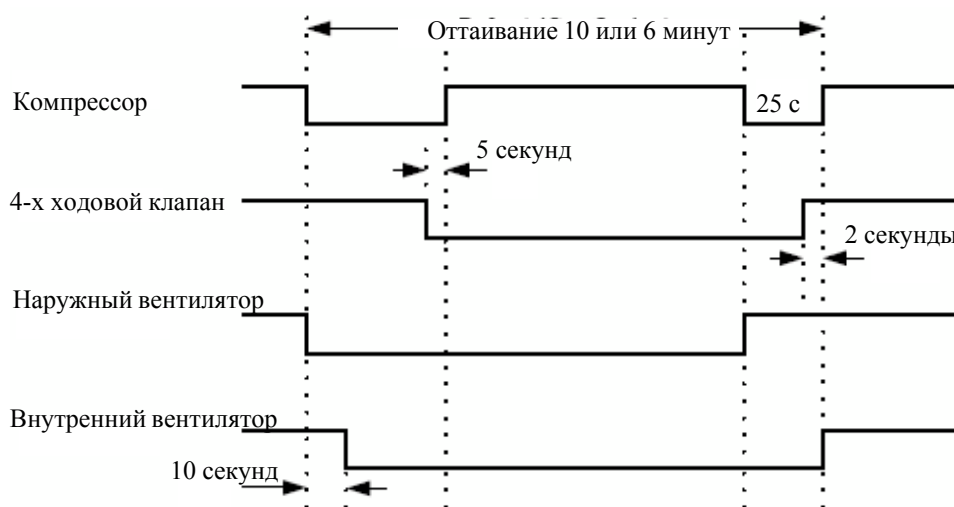 Оттаивание 10 или 6 минут
Компрессор
25 с
5 секунд
4-х ходовой клапан
2 секунды
Наружный вентилятор
Внутренний вентилятор
10 секунд